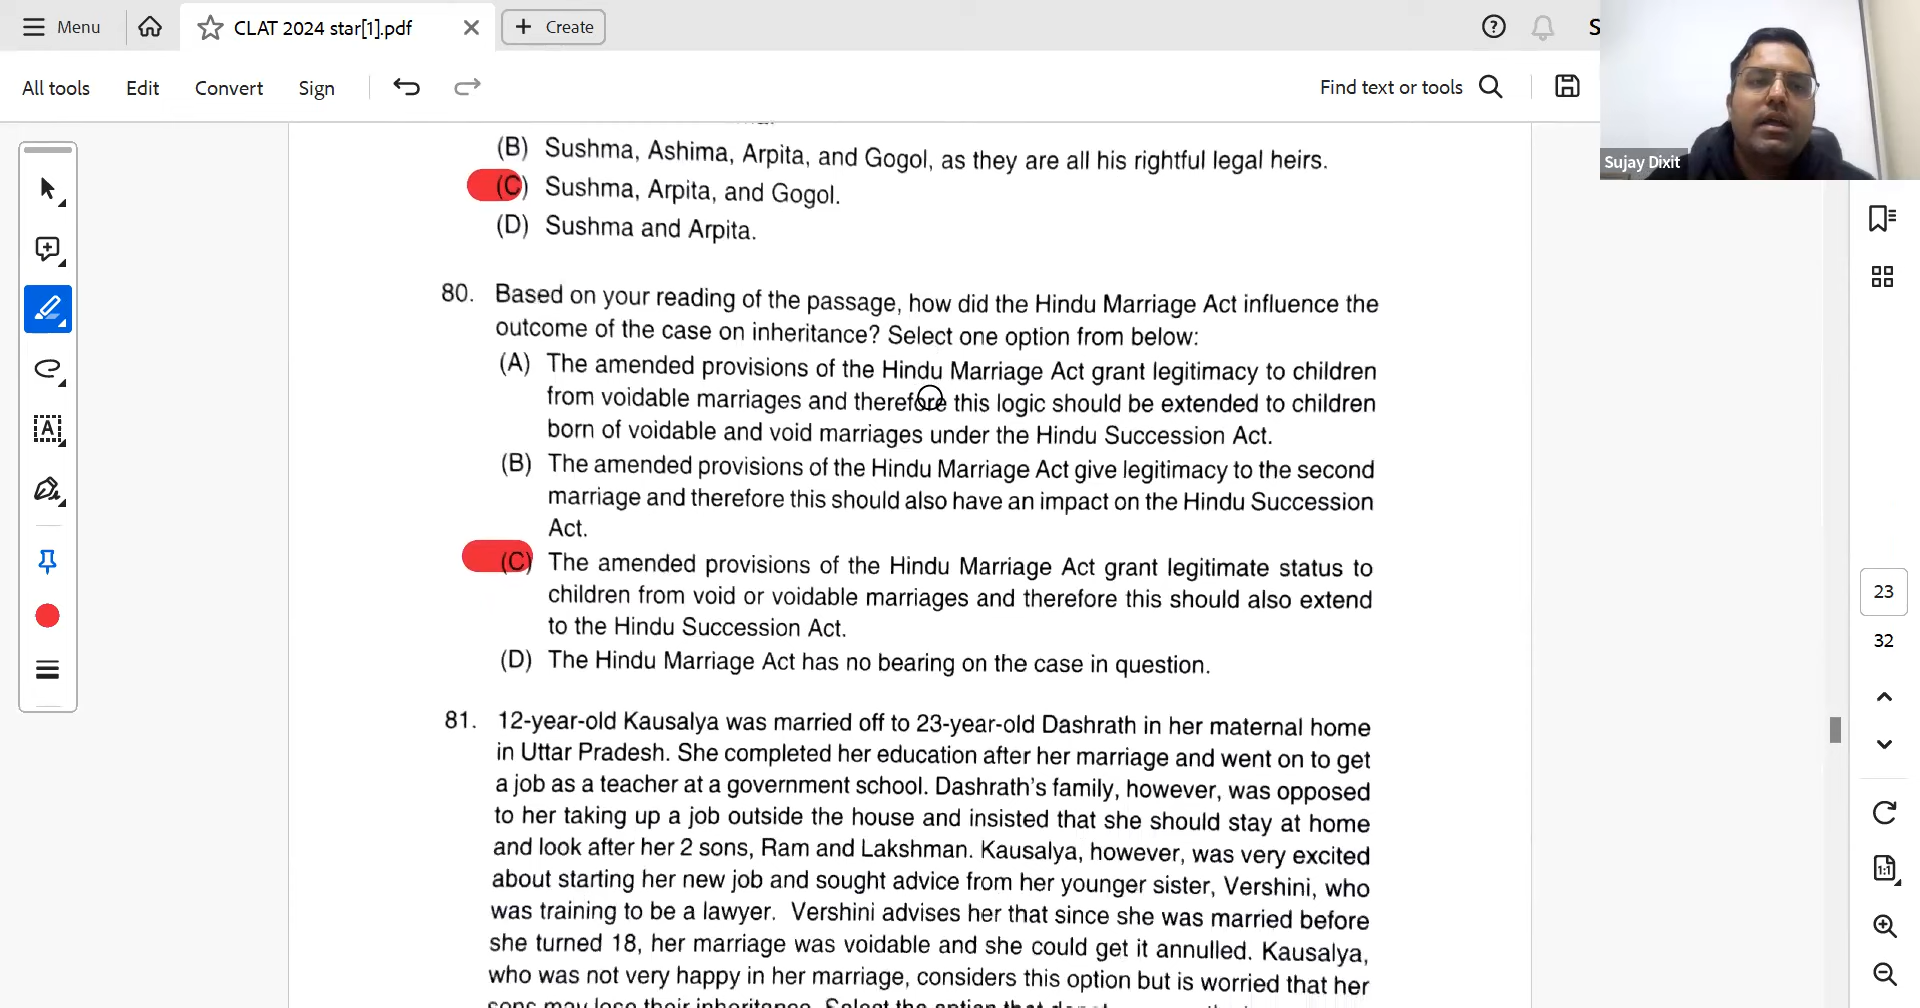 Menu
CLAT 2024 star[1].pdf
Create
S
All tools
Edit
Convert
Sign
Find text or tools
Sujay Dixit
(B) Sushma, Ashima, Arpita, and Gogol, as they are all his rightful legal heirs.
(C) Sushma, Arpita, and Gogol.
(D) Sushma and Arpita.
80. Based on your reading of the passage, how did the Hindu Marriage Act influence the
outcome of the case on inheritance? Select one option from below:
(A) The amended provisions of the Hindu Marriage Act grant legitimacy to children
from voidable marriages and therefore this logic should be extended to children
born of voidable and void marriages under the Hindu Succession Act.
(B) The amended provisions of the Hindu Marriage Act give legitimacy to the second
marriage and therefore this should also have an impact on the Hindu Succession
Act.
(C) The amended provisions of the Hindu Marriage Act grant legitimate status to
children from void or voidable marriages and therefore this should also extend
to the Hindu Succession Act.
(D) The Hindu Marriage Act has no bearing on the case in question.
81. 12-year-old Kausalya was married off to 23-year-old Dashrath in her maternal home
in Uttar Pradesh. She completed her education after her marriage and went on to get
a job as a teacher at a government school. Dashrath's family, however, was opposed
to her taking up a job outside the house and insisted that she should stay at home
and look after her 2 sons, Ram and Lakshman. Kausalya, however, was very excited
about starting her new job and sought advice from her younger sister, Vershini, who
was training to be a lawyer. Vershini advises her that since she was married before
she turned 18, her marriage was voidable and she could get it annulled. Kausalya,
who was not very happy in her marriage, considers this option but is worried that her
sons may lose their inheritance. Select the option that
23
32
1:1